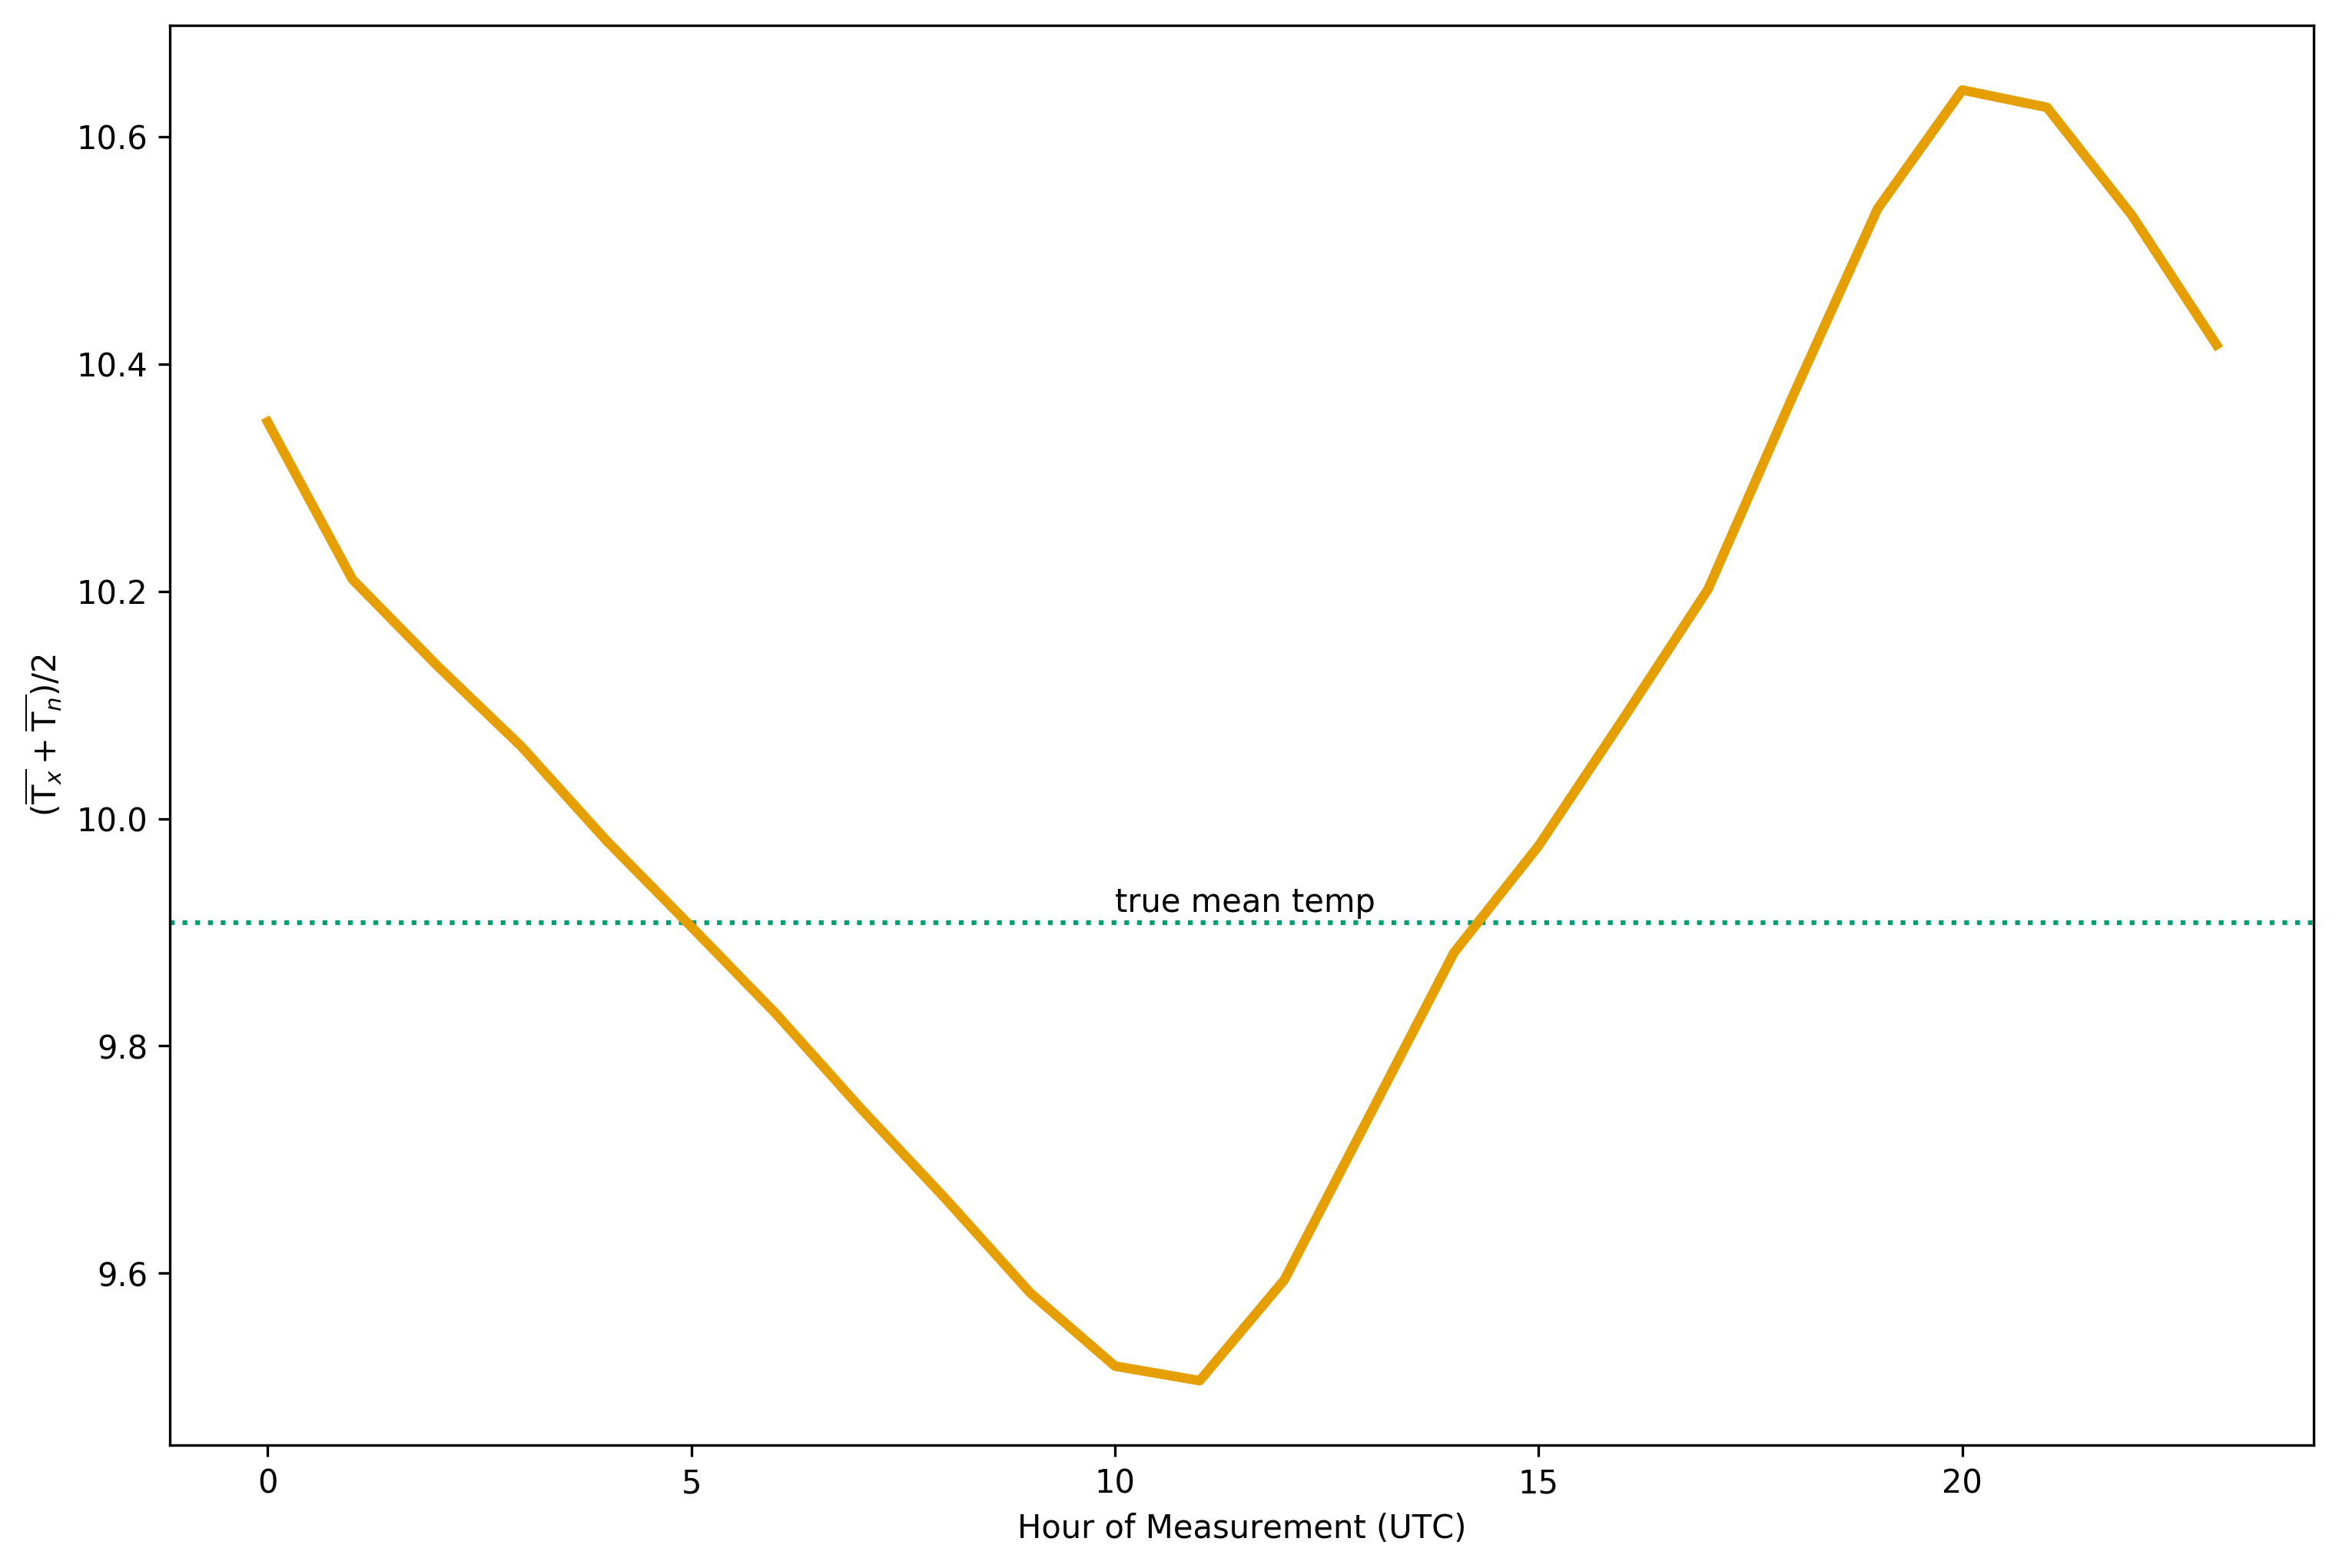 10.6
10.4
10.2
10.0
9.8
9.6
(T̅ₓ + T̅ₙ)/2
true mean temp
0 5 10 15 20
Hour of Measurement (UTC)